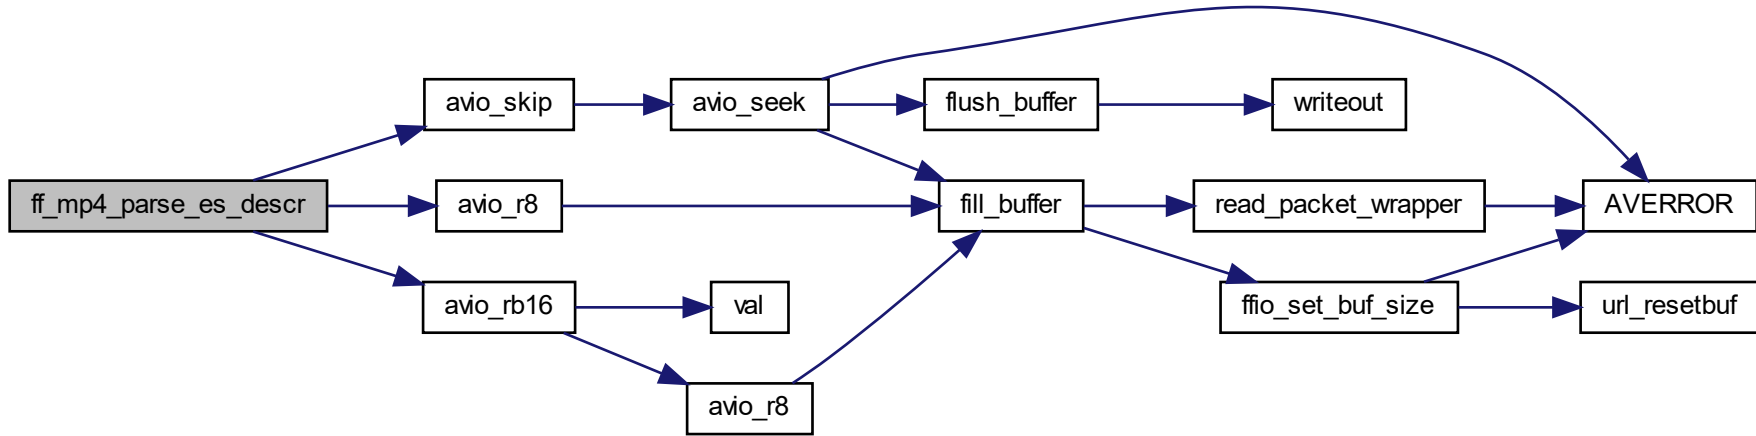 ff_mp4_parse_es_descr
avio_skip
avio_r8
avio_rb16
avio_seek
val
avio_r8
flush_buffer
fill_buffer
writeout
read_packet_wrapper
ffio_set_buf_size
AVERROR
url_resetbuf